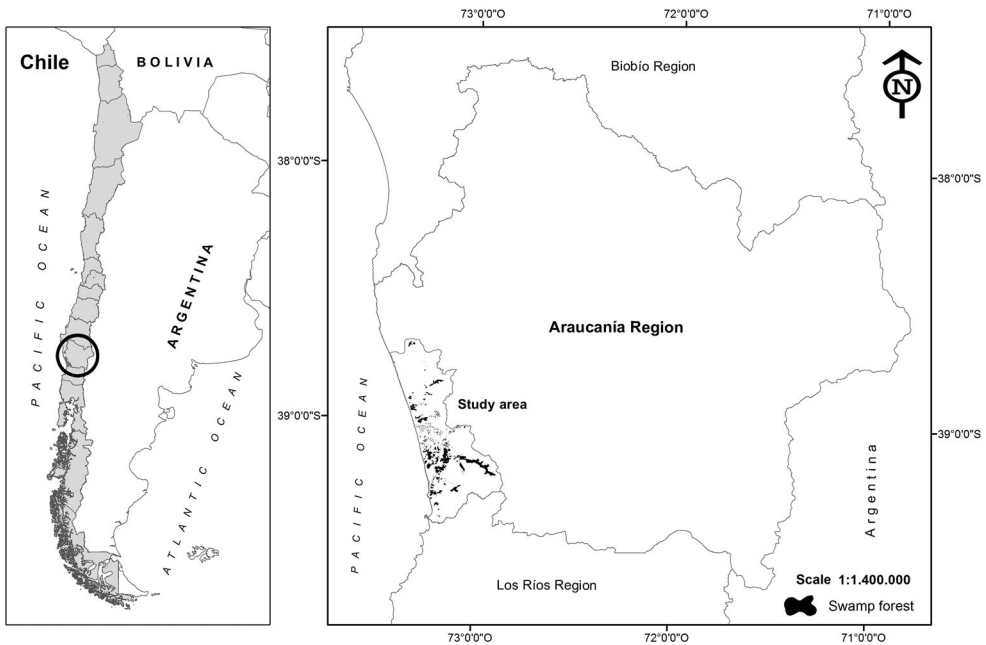 Chile
BOLIVIA
PACIFIC OCEAN
ARGENTINA
ATLANTIC OCEAN
73°0'0"O
72°0'0"O
71°0'0"O
Biobío Region
N
38°0'0"S
38°0'0"S
Araucanía Region
Study area
39°0'0"S
39°0'0"S
PACIFIC OCEAN
Argentina
Los Ríos Region
Scale 1:1.400.000
Swamp forest
73°0'0"O
72°0'0"O
71°0'0"O